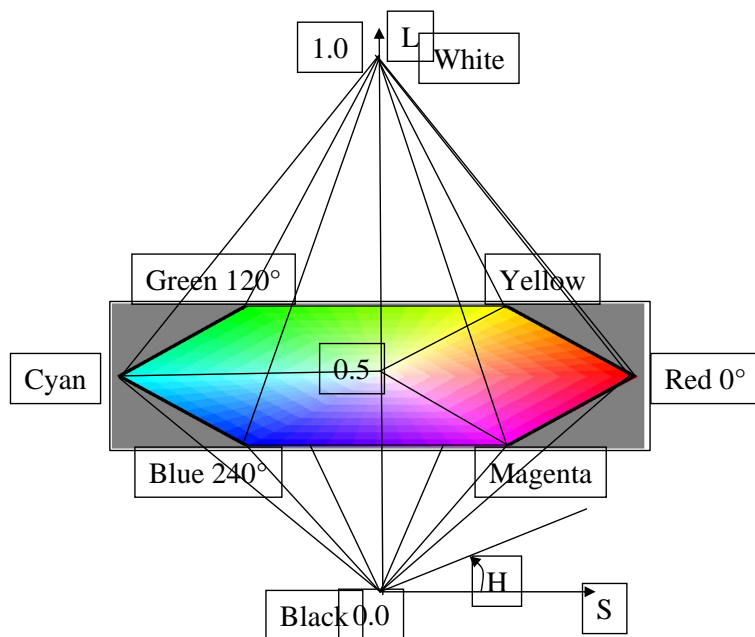 1.0
L
White
Green 120°
Yellow
0.5
Cyan
Red 0°
Blue 240°
Magenta
H
S
Black
0.0